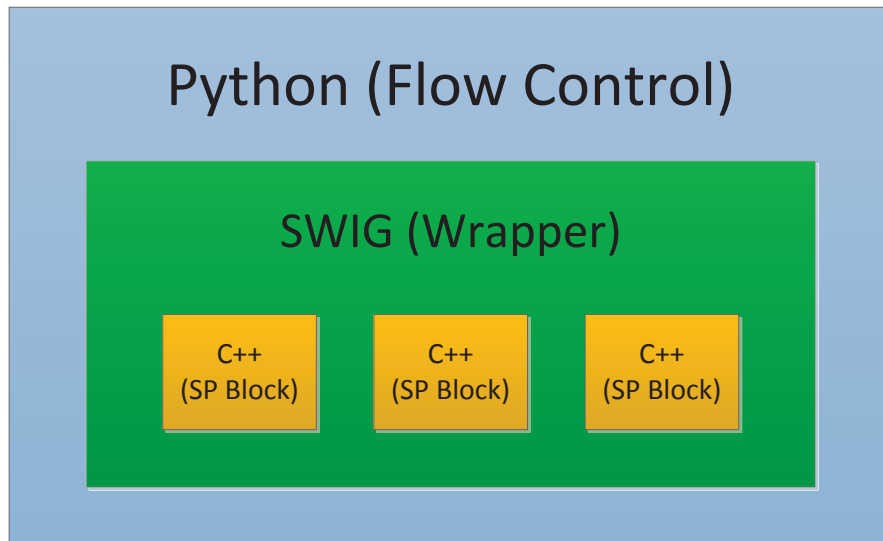 Python (Flow Control)
SWIG (Wrapper)
C++
(SP Block)
C++
(SP Block)
C++
(SP Block)